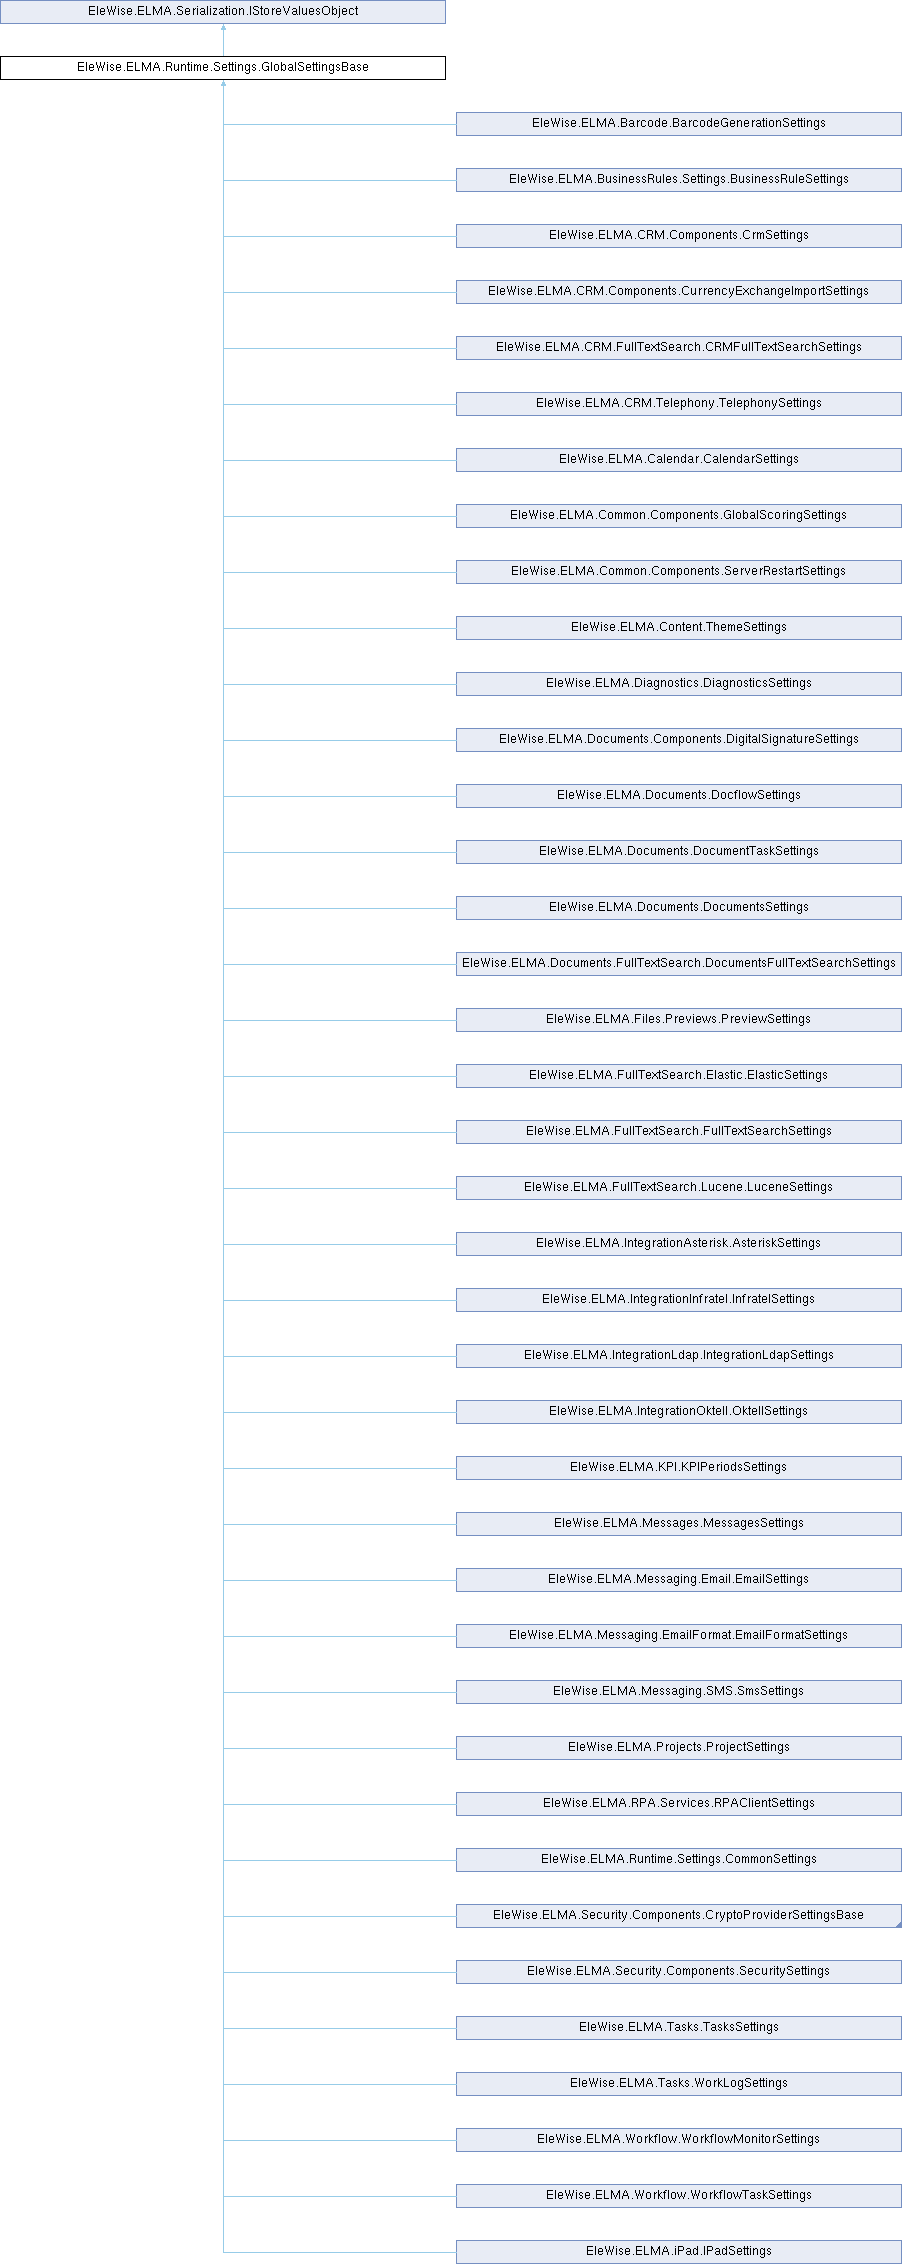 EleWise.ELMA.Serialization.IStoreValuesObject
EleWise.ELMA.Runtime.Settings.GlobalSettingsBase
EleWise.ELMA.Barcode.BarcodeGenerationSettings
EleWise.ELMA.BusinessRules.Settings.BusinessRuleSettings
EleWise.ELMA.CRM.Components.CrmSettings
EleWise.ELMA.CRM.Components.CurrencyExchangeImportSettings
EleWise.ELMA.CRM.FullTextSearch.CRMFullTextSearchSettings
EleWise.ELMA.CRM.Telephony.TelephonySettings
EleWise.ELMA.Calendar.CalendarSettings
EleWise.ELMA.Common.Components.GlobalScoringSettings
EleWise.ELMA.Common.Components.ServerRestartSettings
EleWise.ELMA.Content.ThemeSettings
EleWise.ELMA.Diagnostics.DiagnosticsSettings
EleWise.ELMA.Documents.Components.DigitalSignatureSettings
EleWise.ELMA.Documents.DocflowSettings
EleWise.ELMA.Documents.DocumentTaskSettings
EleWise.ELMA.Documents.DocumentsSettings
EleWise.ELMA.Documents.FullTextSearch.DocumentsFullTextSearchSettings
EleWise.ELMA.Files.Previews.PreviewSettings
EleWise.ELMA.FullTextSearch.Elastic.ElasticSettings
EleWise.ELMA.FullTextSearch.FullTextSearchSettings
EleWise.ELMA.FullTextSearch.Lucene.LuceneSettings
EleWise.ELMA.IntegrationAsterisk.AsteriskSettings
EleWise.ELMA.IntegrationInfratel.InfratelSettings
EleWise.ELMA.IntegrationLdap.IntegrationLdapSettings
EleWise.ELMA.IntegrationOktell.OktellSettings
EleWise.ELMA.KPI.KPIPeriodsSettings
EleWise.ELMA.Messages.MessagesSettings
EleWise.ELMA.Messaging.Email.EmailSettings
EleWise.ELMA.Messaging.EmailFormat.EmailFormatSettings
EleWise.ELMA.Messaging.SMS.SmsSettings
EleWise.ELMA.Projects.ProjectSettings
EleWise.ELMA.RPA.Services.RPAClientSettings
EleWise.ELMA.Runtime.Settings.CommonSettings
EleWise.ELMA.Security.Components.CryptoProviderSettingsBase
EleWise.ELMA.Security.Components.SecuritySettings
EleWise.ELMA.Tasks.TasksSettings
EleWise.ELMA.Tasks.WorkLogSettings
EleWise.ELMA.Workflow.WorkflowMonitorSettings
EleWise.ELMA.Workflow.WorkflowTaskSettings
EleWise.ELMA.iPad.IPadSettings